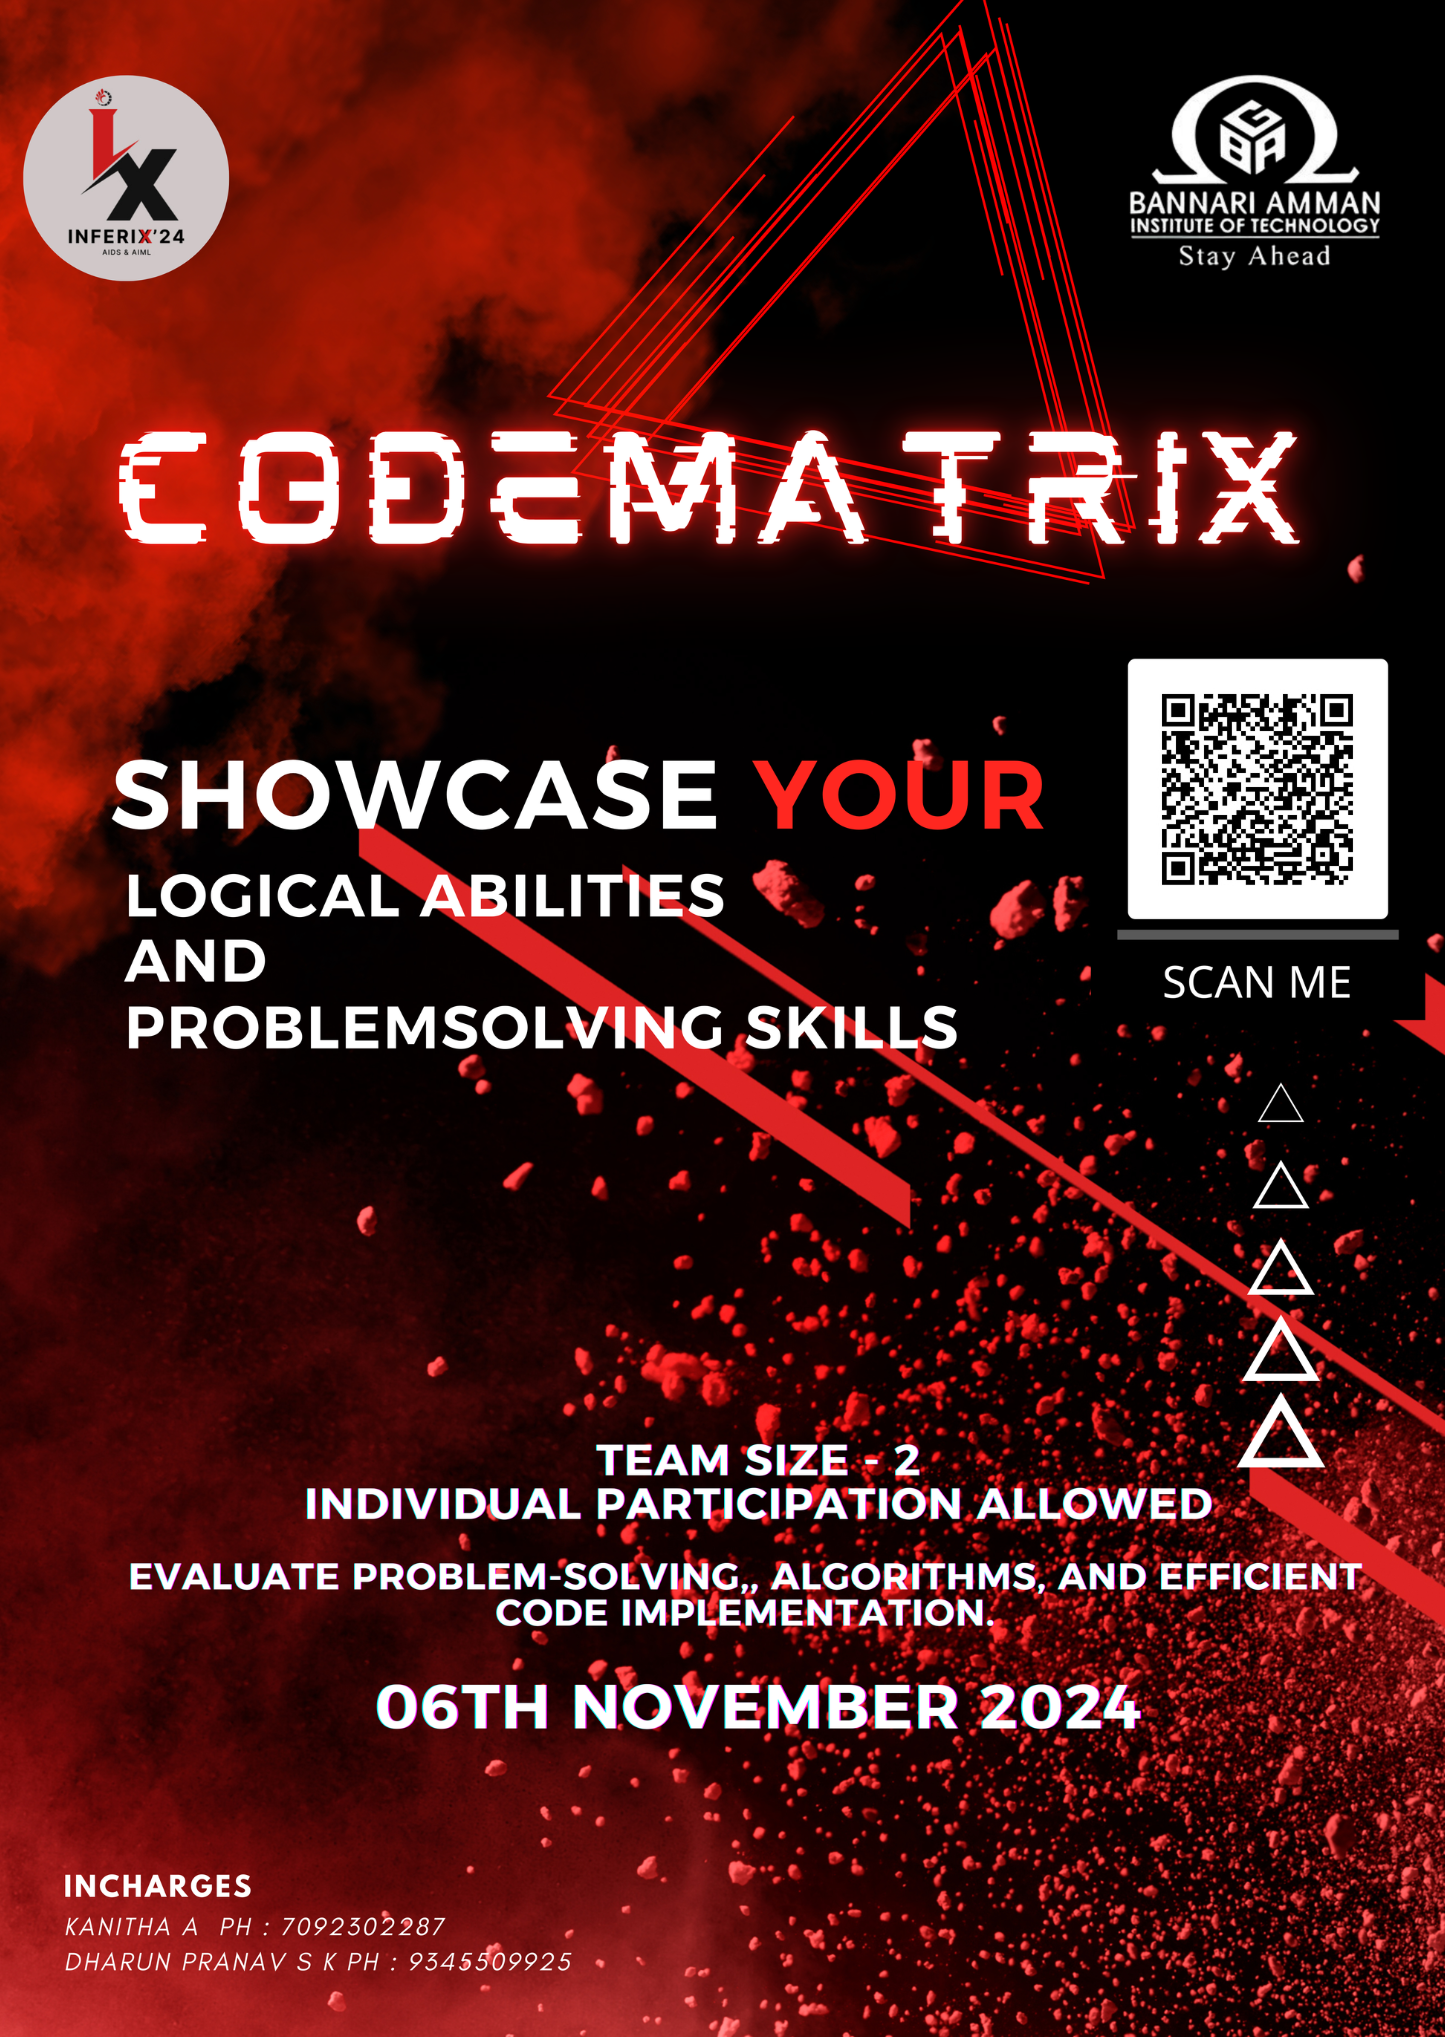 INFERIX'24
AIDS & AIML
GBA
BANNARI AMMAN
INSTITUTE OF TECHNOLOGY
Stay Ahead
CODEMATRIX
SHOWCASE YOUR
LOGICAL ABILITIES
AND
PROBLEMSOLVING SKILLS
SCAN ME
TEAM SIZE - 2
INDIVIDUAL PARTICIPATION ALLOWED
EVALUATE PROBLEM-SOLVING,, ALGORITHMS, AND EFFICIENT
CODE IMPLEMENTATION.
06TH NOVEMBER 2024
INCHARGES
KANITHA A PH : 7092302287
DHARUN PRANAV S K PH : 9345509925